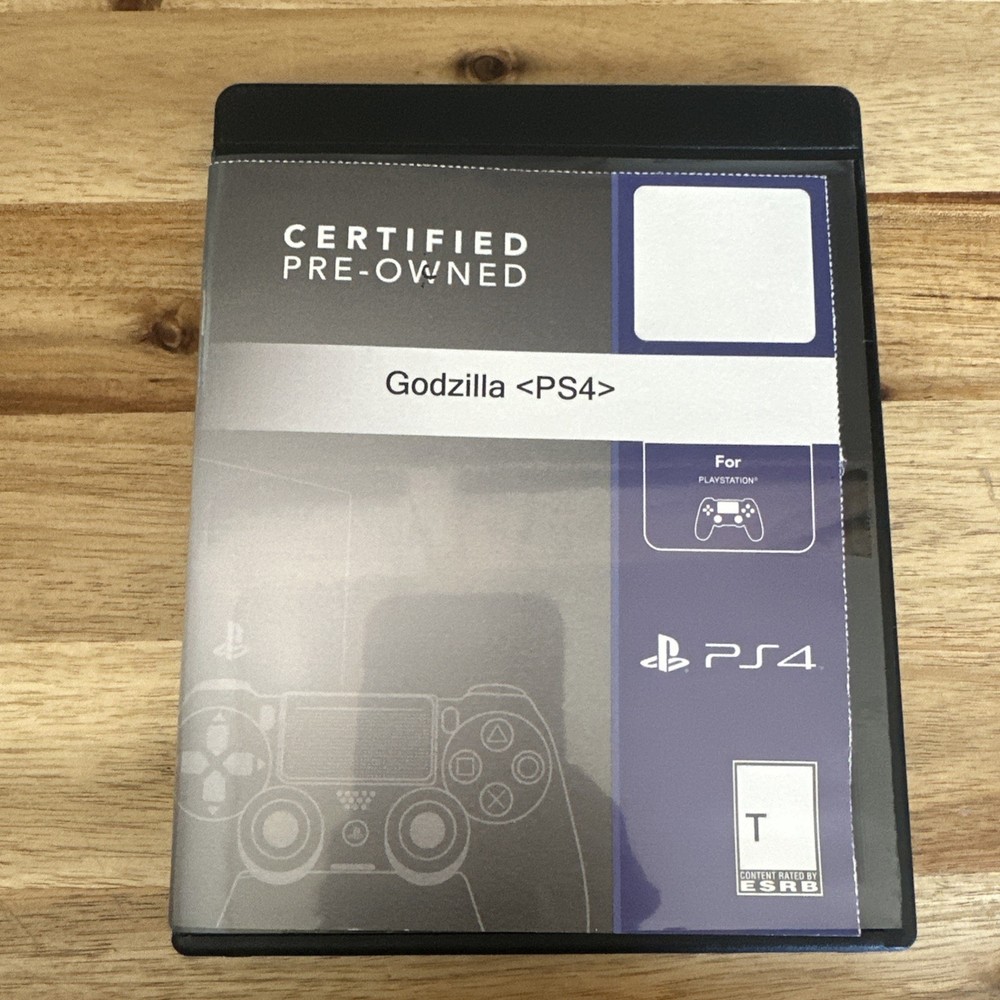 CERTIFIED
PRE-OWNED
Godzilla <PS4>
For
PLAYSTATION®
PS4
T
CONTENT RATED BY
ESRB